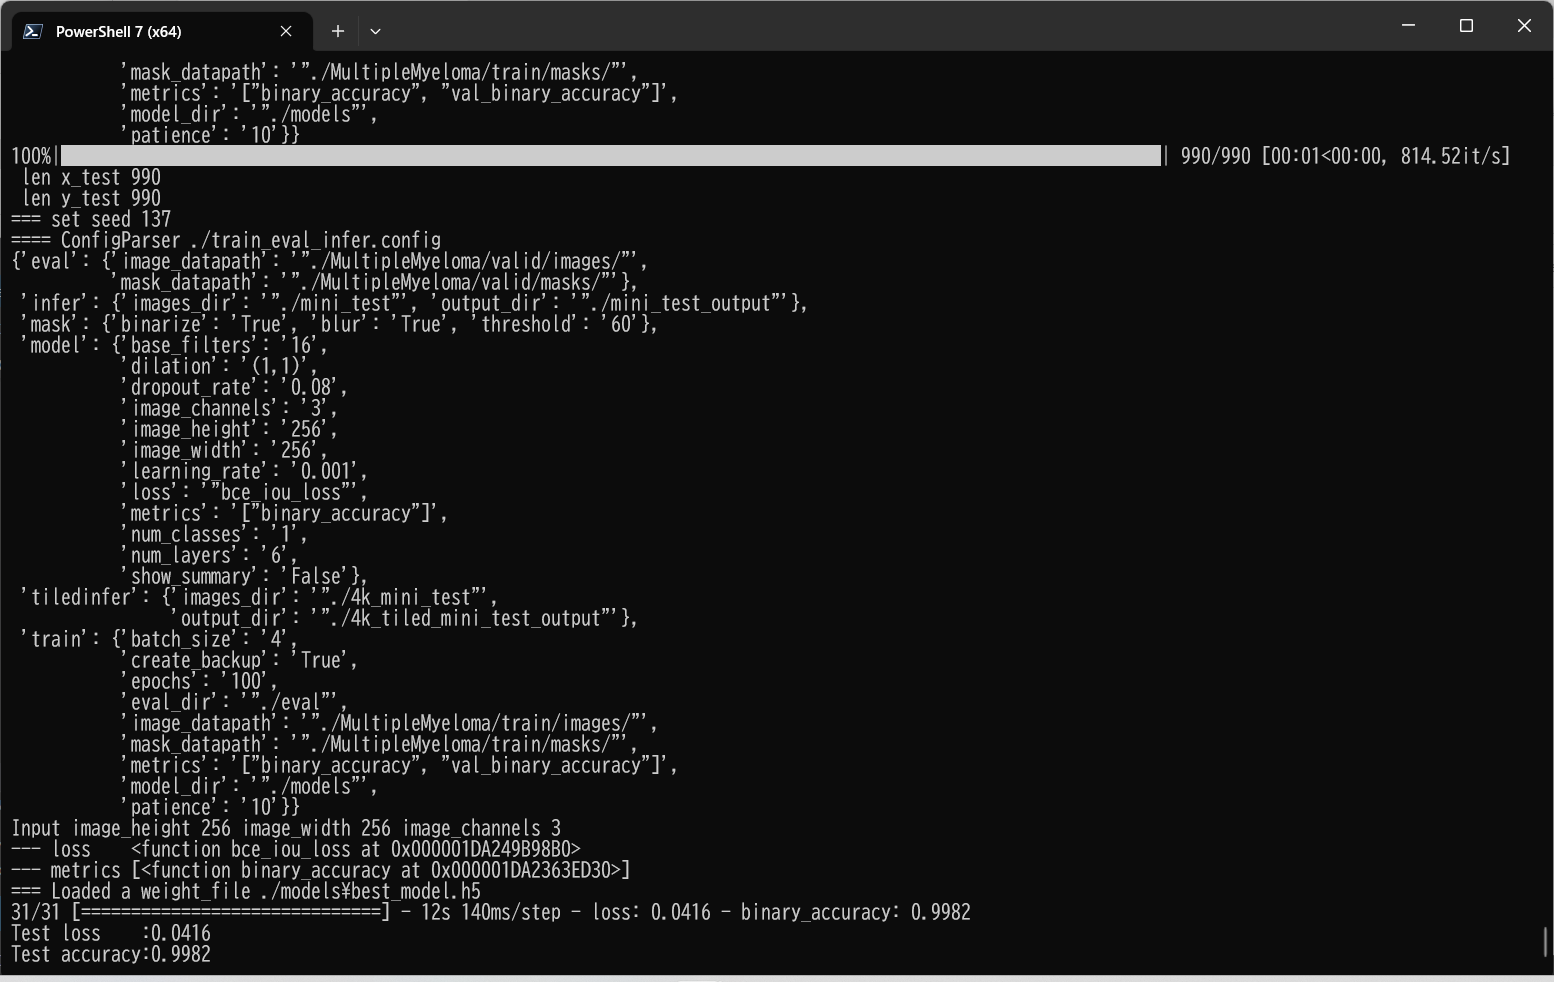 PowerShell 7 (x64)
'mask_datapath': '"./MultipleMyeloma/train/masks/"',
'metrics': '["binary_accuracy", "val_binary_accuracy"]',
'model_dir': '"./models"',
'patience': '10'}}
100%| | 990/990 [00:01<00:00, 814.52it/s]
len x_test 990
len y_test 990
=== set seed 137
==== ConfigParser ./train_eval_infer.config
{'eval': {'image_datapath': '"./MultipleMyeloma/valid/images/"',
'mask_datapath': '"./MultipleMyeloma/valid/masks/"'},
'infer': {'images_dir': '"./mini_test"', 'output_dir': '"./mini_test_output"'},
'mask': {'binarize': 'True', 'blur': 'True', 'threshold': '60'},
'model': {'base_filters': '16',
'dilation': '(1,1)',
'dropout_rate': '0.08',
'image_channels': '3',
'image_height': '256',
'image_width': '256',
'learning_rate': '0.001',
'loss': '"bce_iou_loss"',
'metrics': '["binary_accuracy"]',
'num_classes': '1',
'num_layers': '6',
'show_summary': 'False'},
'tiledinfer': {'images_dir': '"./4k_mini_test"',
'output_dir': '"./4k_tiled_mini_test_output"'},
'train': {'batch_size': '4',
'create_backup': 'True',
'epochs': '100',
'eval_dir': '"./eval"',
'image_datapath': '"./MultipleMyeloma/train/images/"',
'mask_datapath': '"./MultipleMyeloma/train/masks/"',
'metrics': '["binary_accuracy", "val_binary_accuracy"]',
'model_dir': '"./models"',
'patience': '10'}}
Input image_height 256 image_width 256 image_channels 3
--- loss    <function bce_iou_loss at 0x000001DA249B98B0>
--- metrics [<function binary_accuracy at 0x000001DA2363ED30>]
=== Loaded a weight_file ./models¥best_model.h5
31/31 [==============================] - 12s 140ms/step - loss: 0.0416 - binary_accuracy: 0.9982
Test loss    :0.0416
Test accuracy:0.9982